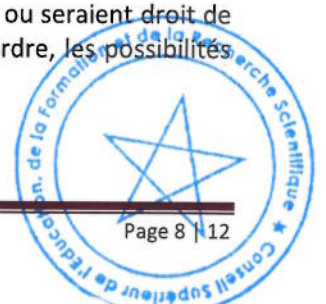 ou seraient droit de
rdre, les possibilités
Conseil Supérieur de l'Education, de la Formation et de la Recherche Scientifique ★
Page 8 | 12